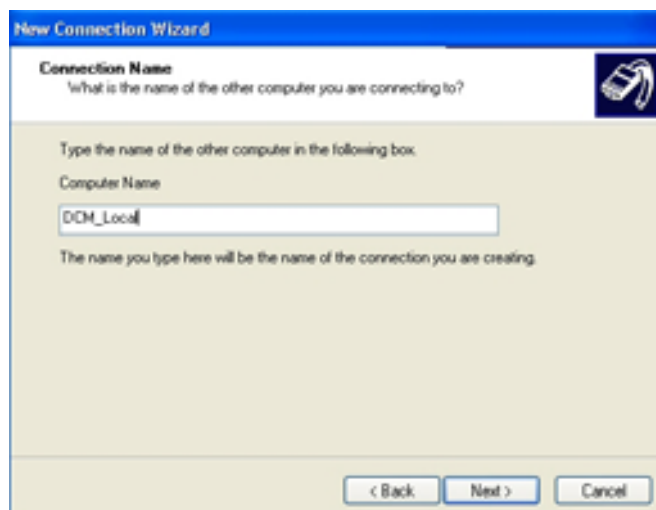 New Connection Wizard
Connection Name
What is the name of the other computer you are connecting to?
Type the name of the other computer in the following box.
Computer Name
DCM_Local
The name you type here will be the name of the connection you are creating.
< Back Next > Cancel